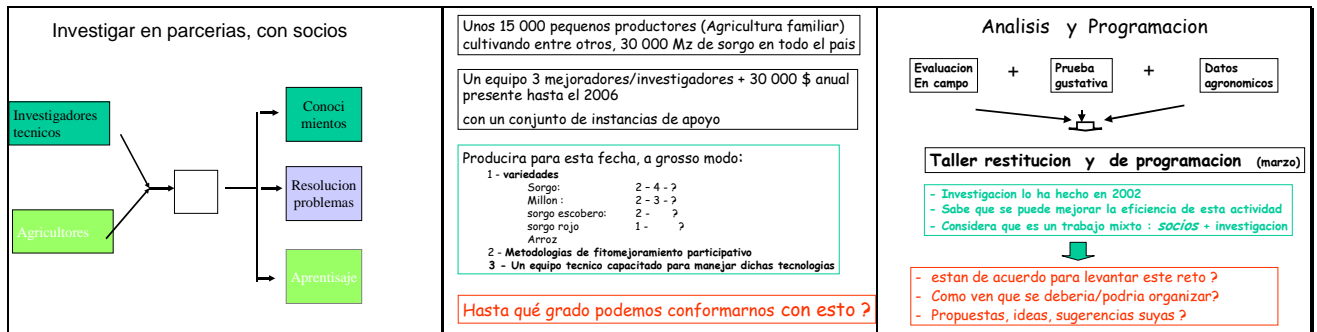 Investigar en parcerias, con socios
Investigadores
tecnicos
Agricultores
Conoci
mientos
Resolucion
problemas
Aprentisaje
Unos 15 000 pequenos productores (Agricultura familiar)
cultivando entre otros, 30 000 Mz de sorgo en todo el pais
Un equipo 3 mejoradores/investigadores + 30 000 $ anual
presente hasta el 2006
con un conjunto de instancias de apoyo
Producira para esta fecha, a grosso modo:
1 - variedades
Sorgo: 2 - 4 - ?
Millon : 2 - 3 - ?
sorgo escobero: 2 - ?
sorgo rojo 1 - ?
Arroz
2 - Metodologias de fitomejoramiento participativo
3 - Un equipo tecnico capacitado para manejar dichas tecnologias
Hasta qué grado podemos conformarnos con esto ?
Analisis y Programacion
Evaluacion
En campo
+
Prueba
gustativa
+
Datos
agronomicos
Taller restitucion y de programacion (marzo)
- Investigacion lo ha hecho en 2002
- Sabe que se puede mejorar la eficiencia de esta actividad
- Considera que es un trabajo mixto : socios + investigacion
- estan de acuerdo para levantar este reto ?
- Como ven que se deberia/podria organizar?
- Propuestas, ideas, sugerencias suyas ?